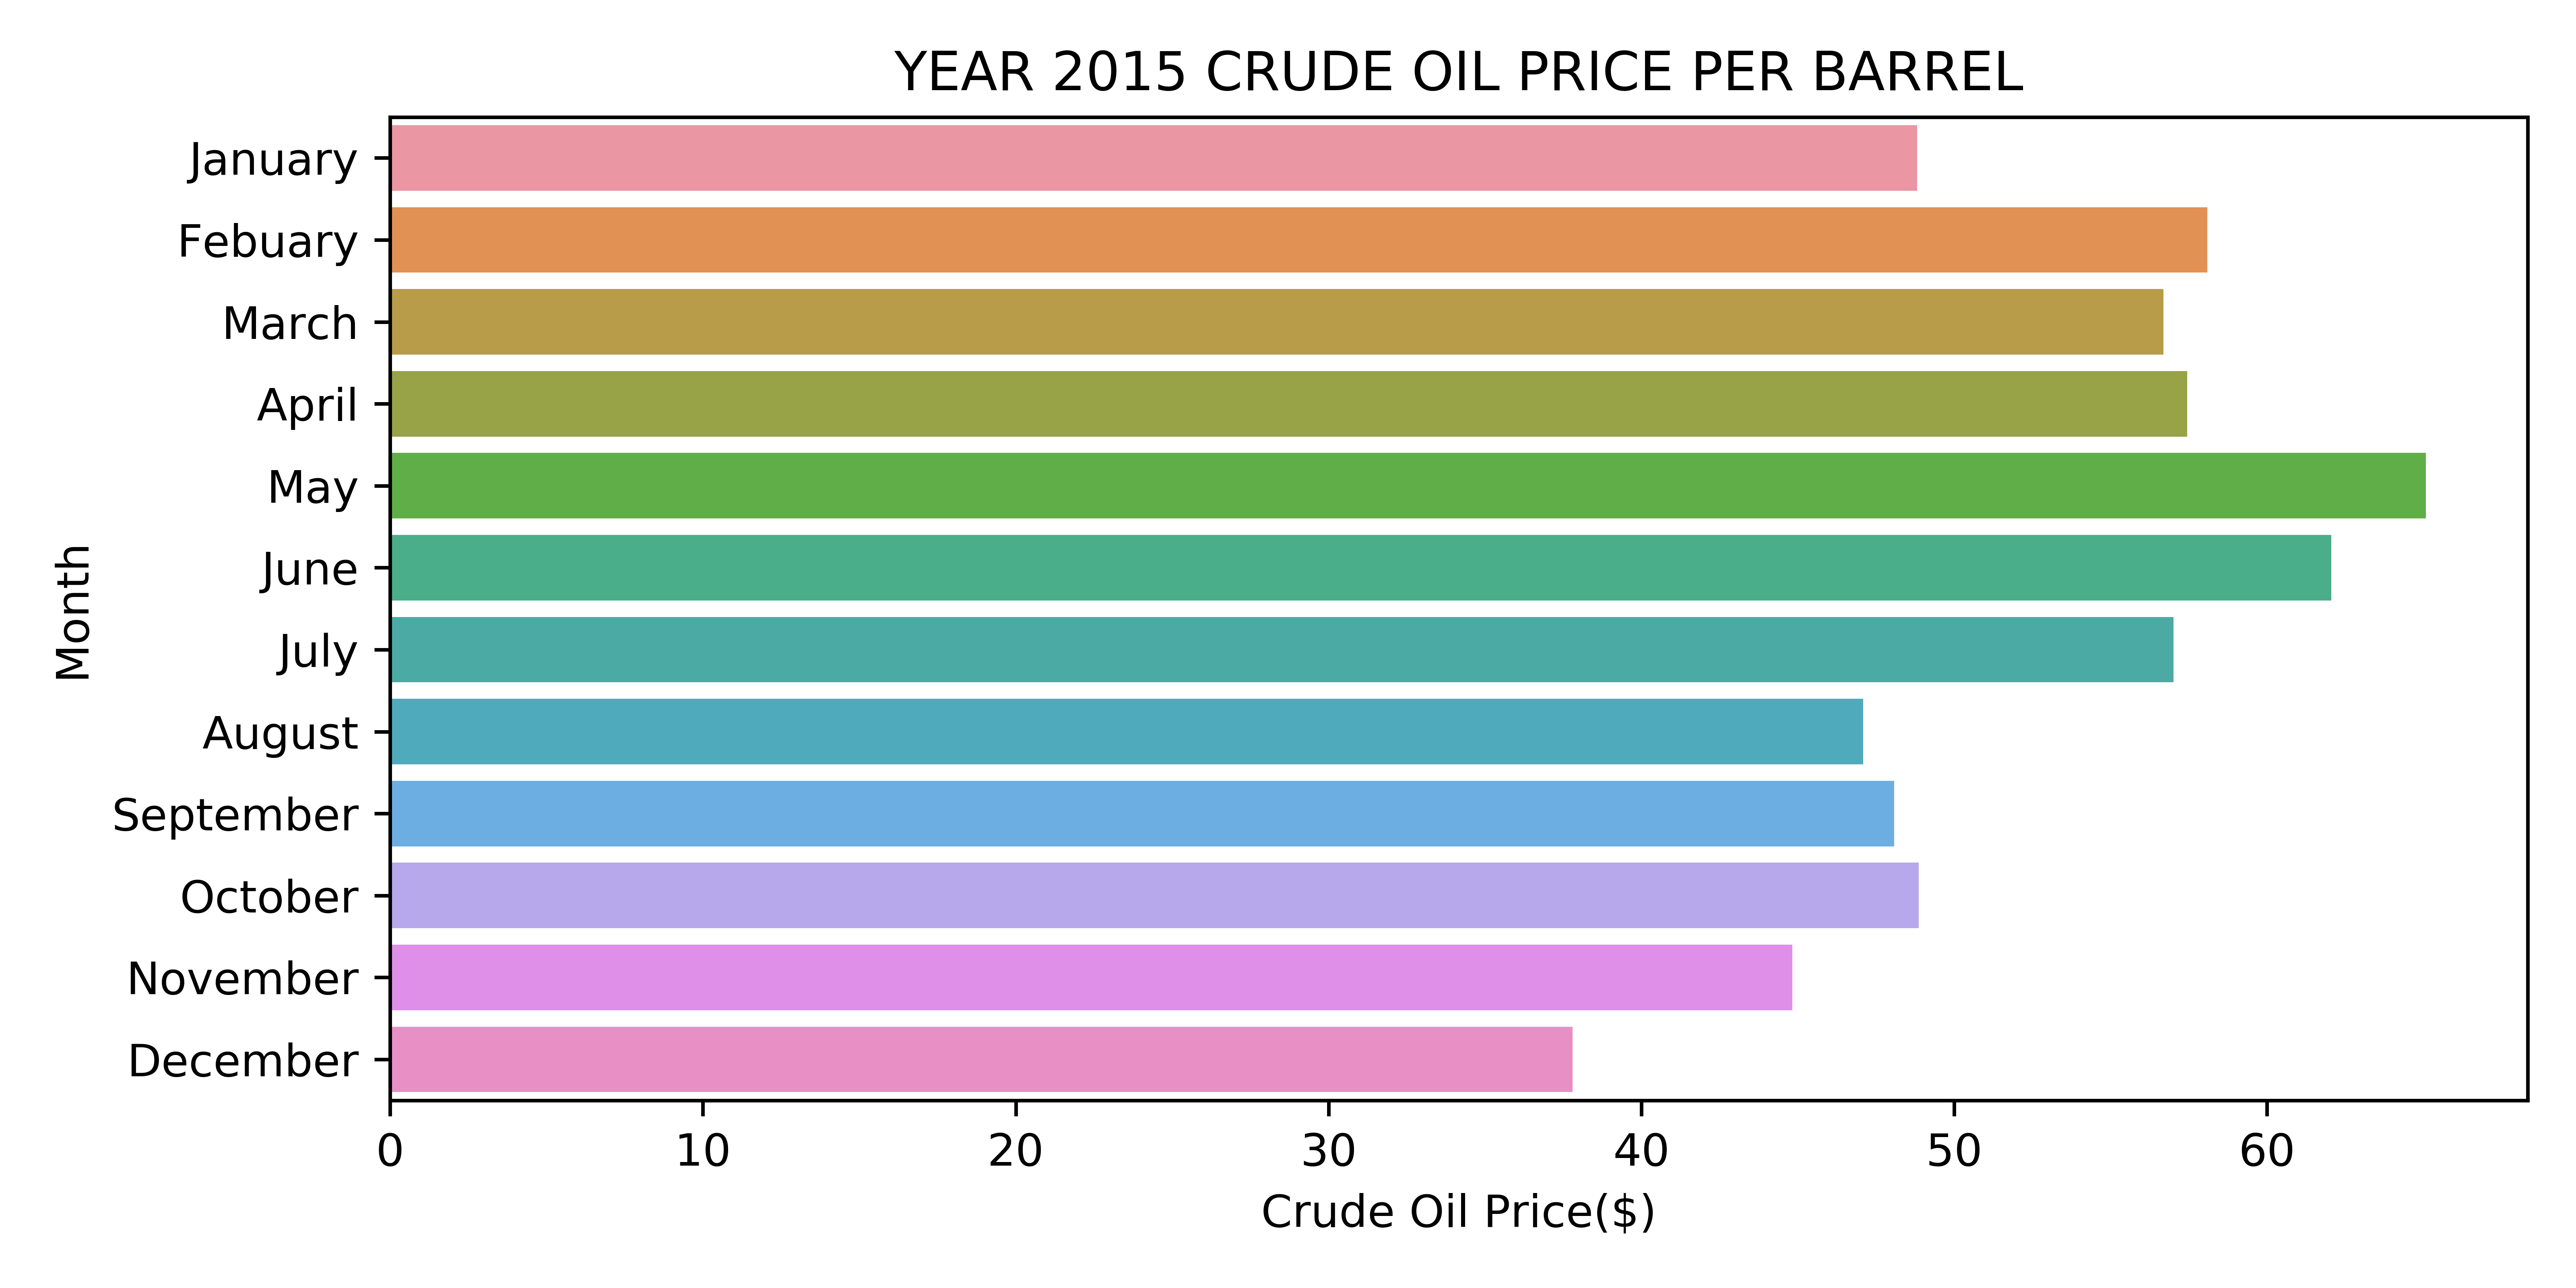 YEAR 2015 CRUDE OIL PRICE PER BARREL
January
Febuary
March
April
May
June
July
August
September
October
November
December
Month
0 10 20 30 40 50 60
Crude Oil Price($)